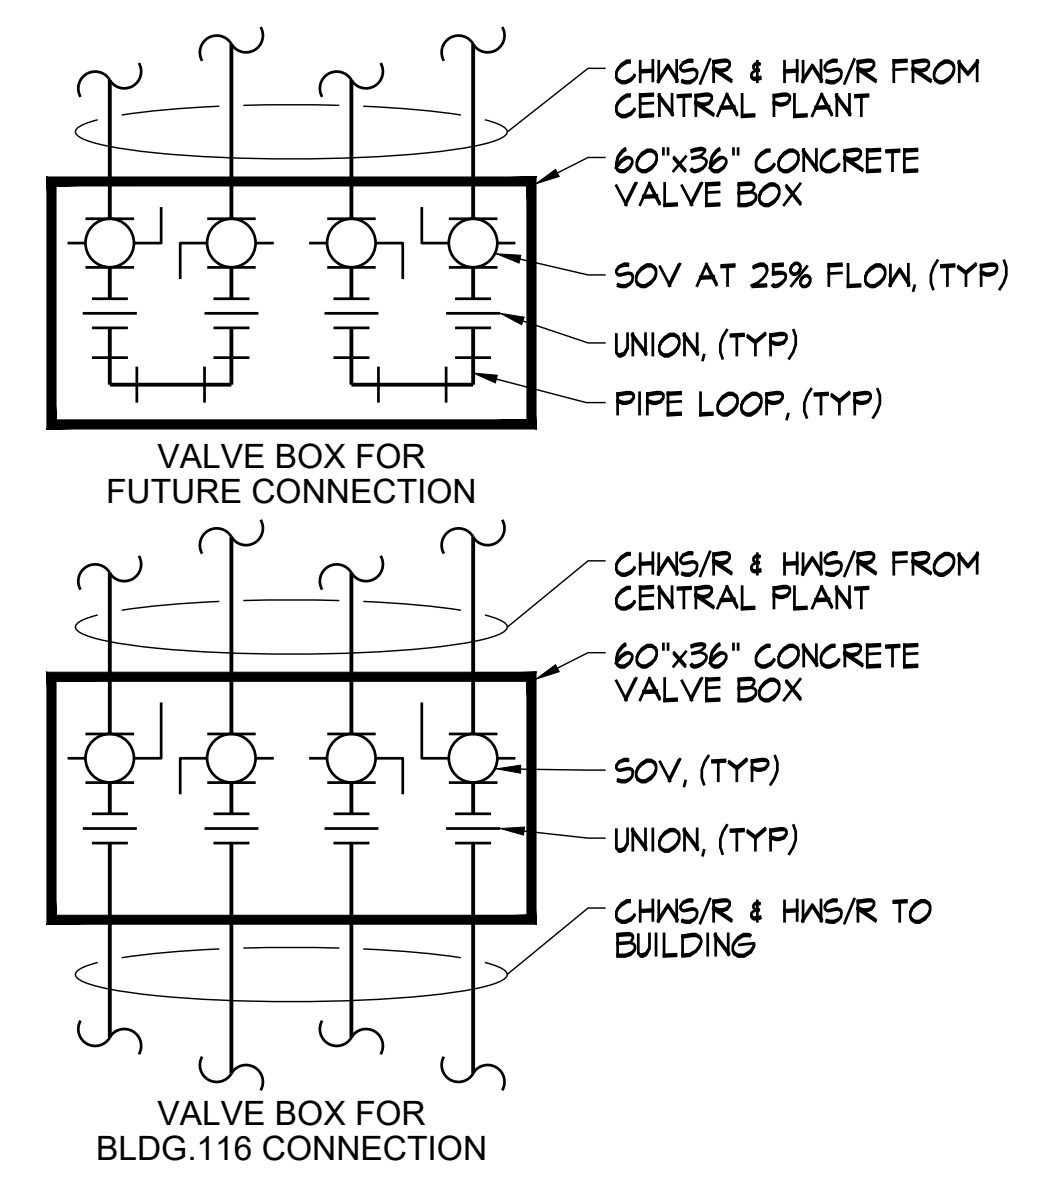 CHWS/R & HWS/R FROM
CENTRAL PLANT
60"x36" CONCRETE
VALVE BOX
SOV AT 25% FLOW, (TYP)
UNION, (TYP)
PIPE LOOP, (TYP)
VALVE BOX FOR
FUTURE CONNECTION
CHWS/R & HWS/R FROM
CENTRAL PLANT
60"x36" CONCRETE
VALVE BOX
SOV, (TYP)
UNION, (TYP)
CHWS/R & HWS/R TO
BUILDING
VALVE BOX FOR
BLDG.116 CONNECTION